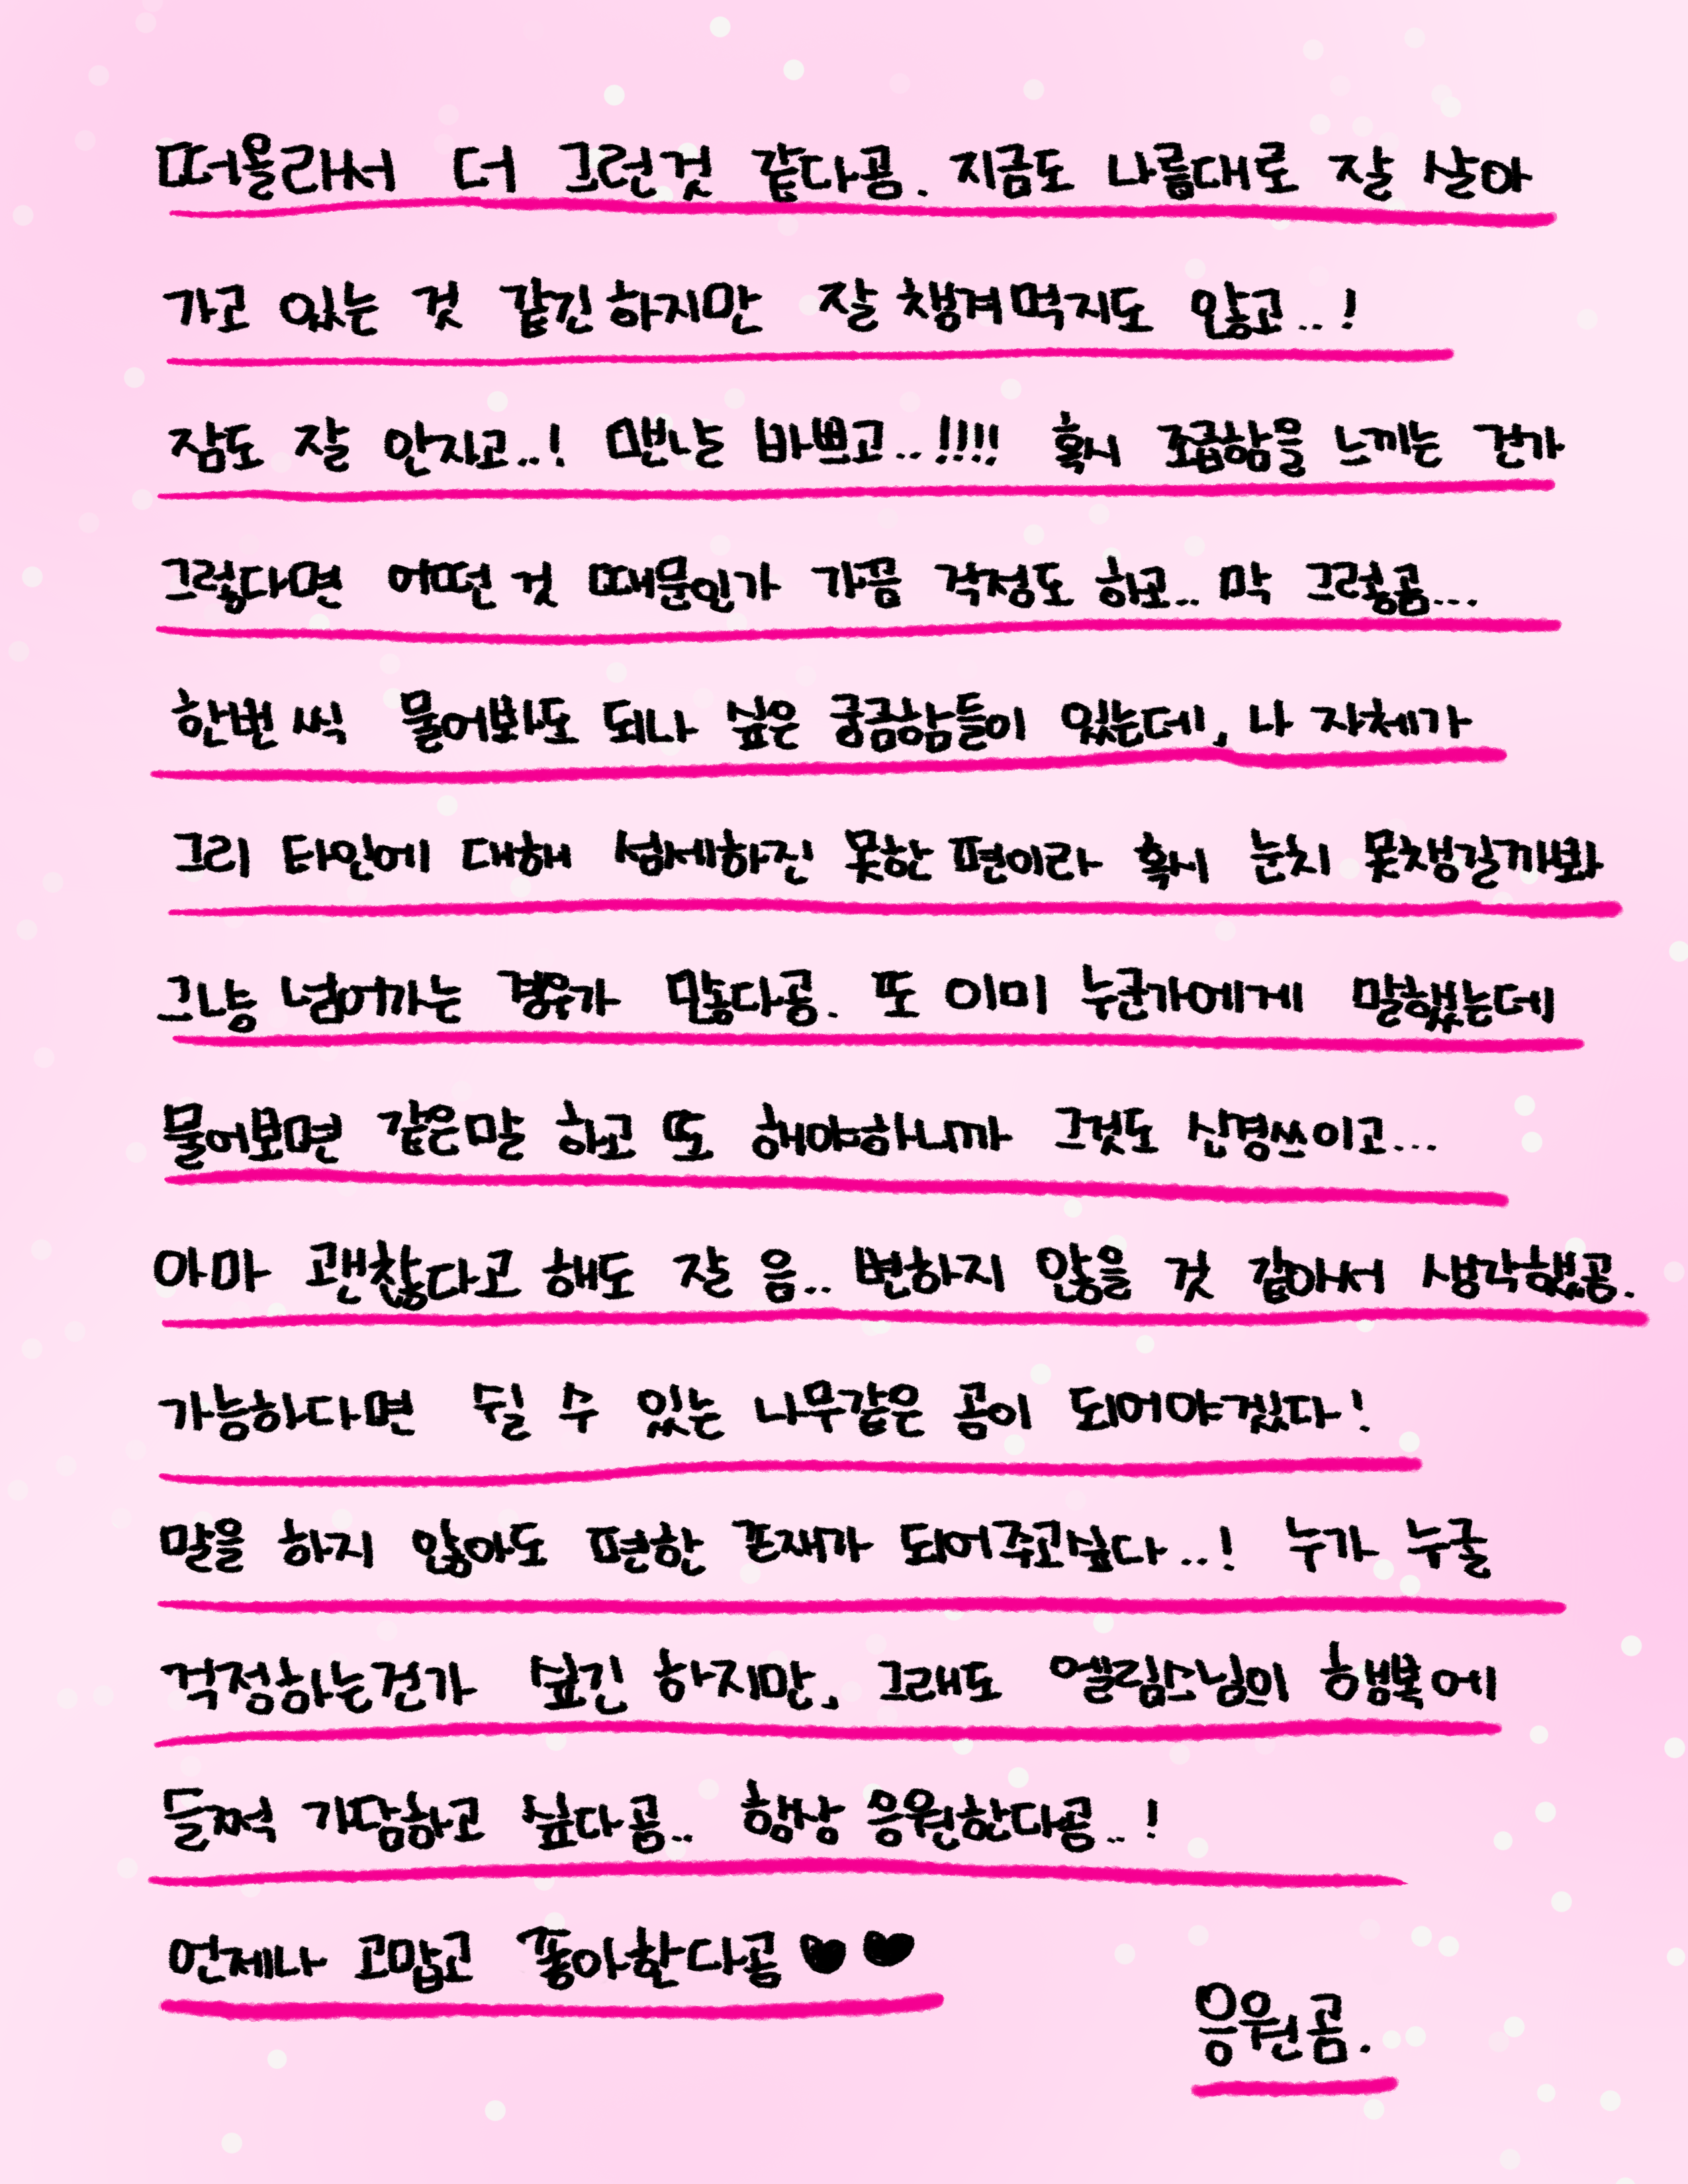 떠올라서 더 그런것 같다곰. 지금도 나름대로 잘 살아
가고 있는 것 같긴하지만 잘 챙겨먹지도 않고..!
잠도 잘 안자고..! 맨날 바쁘고..!!!! 혹시 조급함을 느끼는 건가
그렇다면 어떤 것 때문인가 가끔 걱정도 하고.. 막 그렇곰...
한번씩 물어봐도 되나 싶은 궁금함들이 있는데, 나 자체가
그리 타인에 대해 섬세하진 못한 편이라 혹시 눈치 못챙길까봐
그냥 넘어가는 경우가 많다곰. 또 이미 누군가에게 말했는데
물어보면 같은말 하고 또 해야하니까 그것도 신경쓰이고...
아마 괜찮다고 해도 잘 음.. 변하지 않을 것 같아서 생각했곰.
가능하다면 쉴 수 있는 나무같은 곰이 되어야겠다!
말을 하지 않아도 편한 존재가 되어주고싶다..! 누가 누굴
걱정하는건가 싶긴 하지만, 그래도 엘림스님의 행복에
들쩍 가담하고 싶다곰.. 항상 응원한다곰..!
언제나 고맙고 좋아한다곰 ♥♥
응원곰.